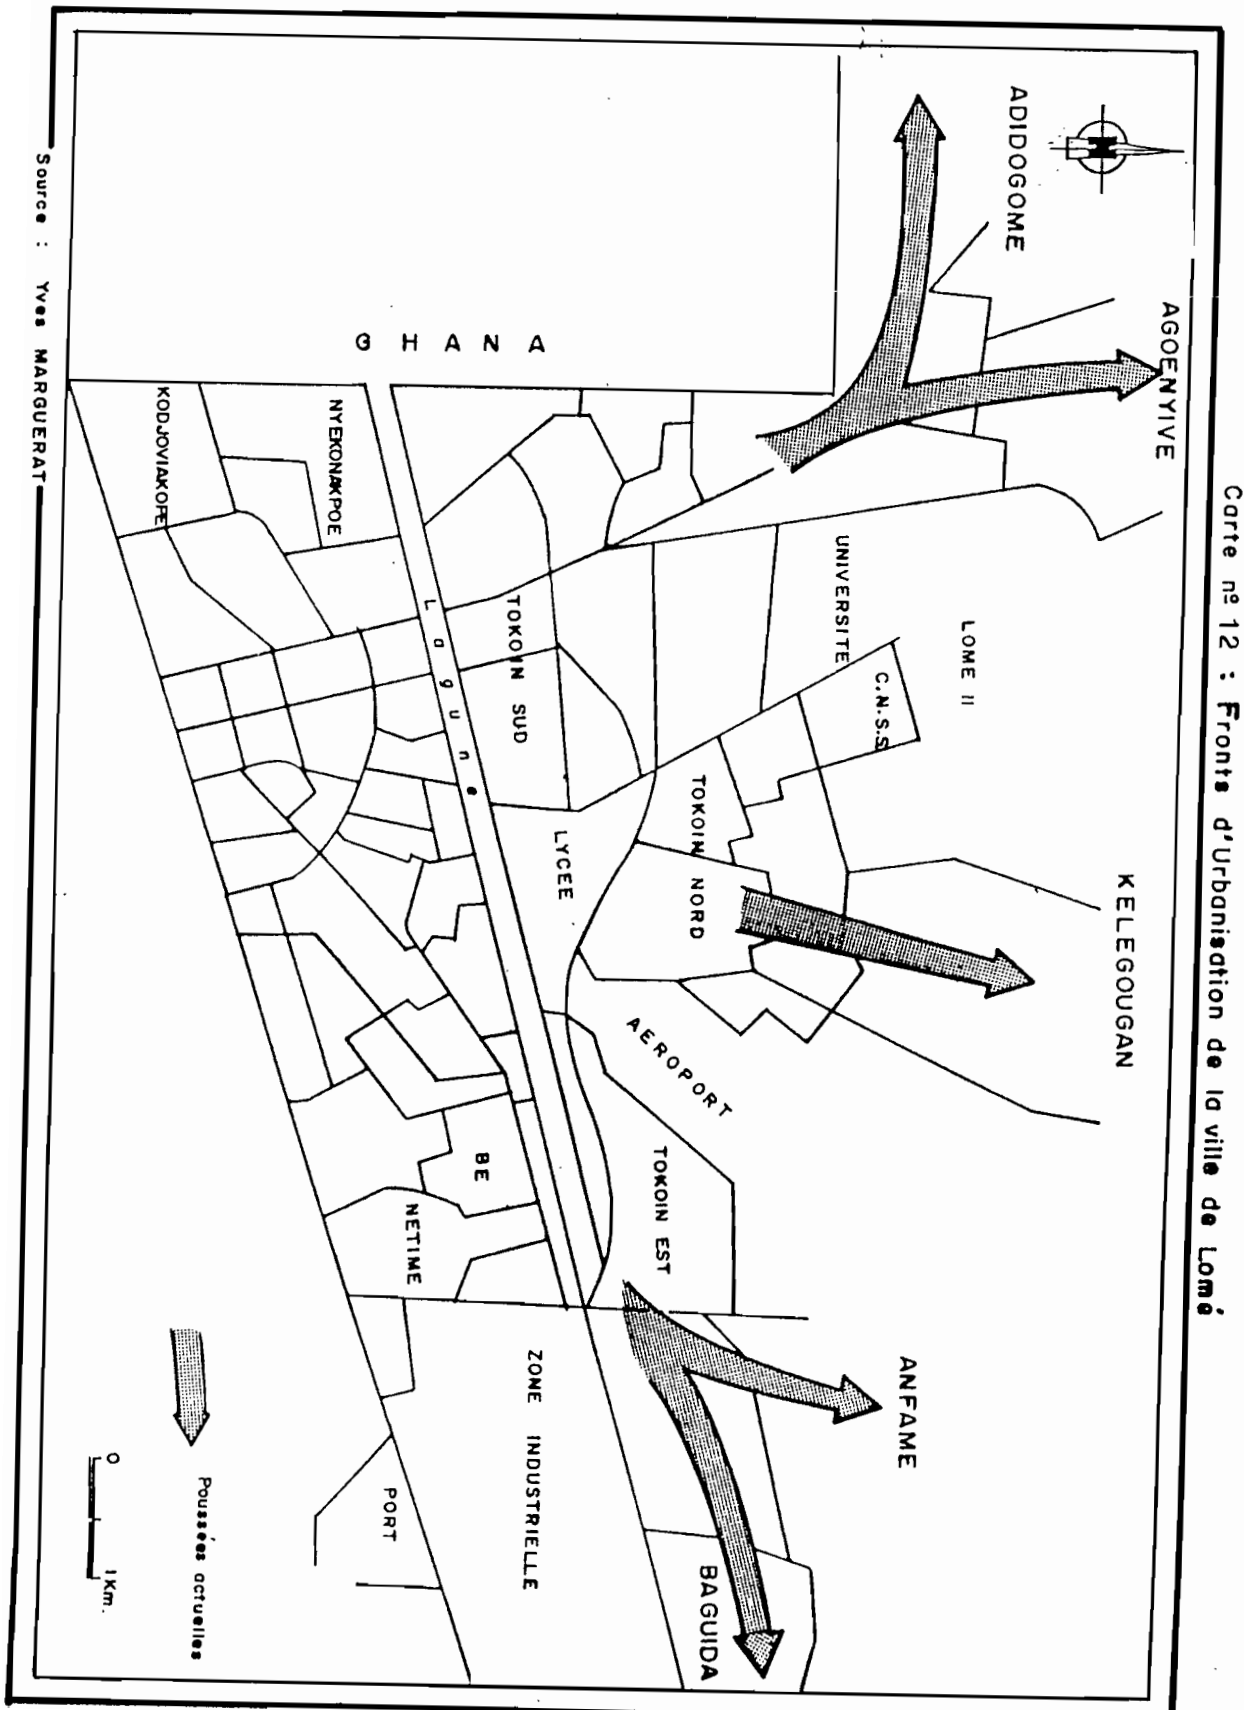 Carte nº 12 : Fronts d'Urbanisation de la ville de Lomé
ADIDOGOME
AGOENYIVE
KELEGOUGAN
ANFAME
BAGUIDA
LOME II
UNIVERSITE
C.N.S.S
TOKOIN NORD
AEROPORT
TOKOIN EST
TOKOIN SUD
LYCEE
GHANA
Lagune
NYEKONAKPOE
KODJOVIAKOPE
BE
NETIME
ZONE INDUSTRIELLE
PORT
Poussées actuelles
0 1Km.
Source : Yves MARGUERAT